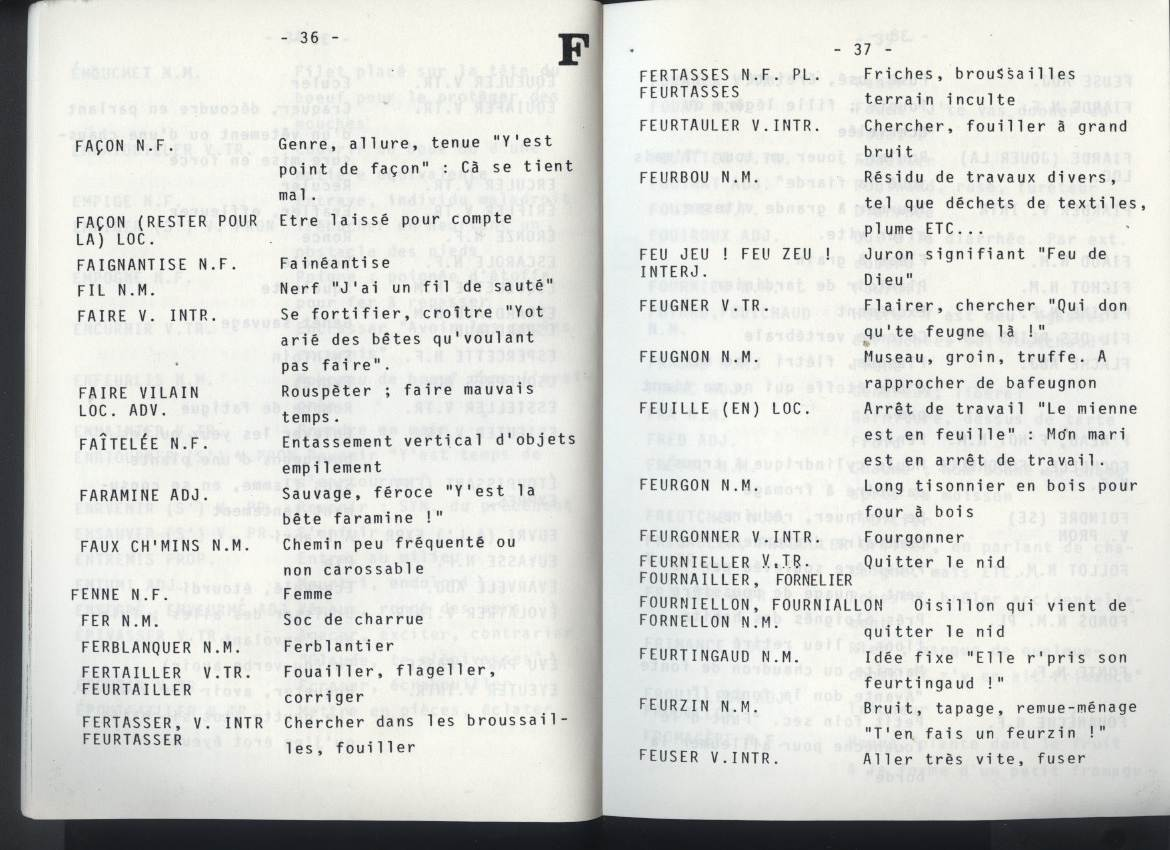 - 36 -
F
FAÇON N.F. Genre, allure, tenue "Y'est
point de façon" : Cà se tient
mal.
FAÇON (RESTER POUR Etre laissé pour compte
LA) LOC.
FAIGNANTISE N.F. Fainéantise
FIL N.M. Nerf "J'ai un fil de sauté"
FAIRE V. INTR. Se fortifier, croître "Yot
arié des bêtes qu'voulant
pas faire".
FAIRE VILAIN Rouspêter ; faire mauvais
LOC. ADV. temps.
FAÎTELÉE N.F. Entassement vertical d'objets
empilement
FARAMINE ADJ. Sauvage, féroce "Y'est la
bête faramine !"
FAUX CH'MINS N.M. Chemin peu fréquenté ou
non carossable
FENNE N.F. Femme
FER N.M. Soc de charrue
FERBLANQUER N.M. Ferblantier
FERTAILLER V.TR. Fouailler, flageller,
FEURTAILLER corriger
FERTASSER, V. INTR Chercher dans les broussail-
FEURTASSER les, fouiller
- 37 -
FERTASSES N.F. PL. Friches, broussailles
FEURTASSES terrain inculte
FEURTAULER V.INTR. Chercher, fouiller à grand
bruit
FEURBOU N.M. Résidu de travaux divers,
tel que déchets de textiles,
plume ETC...
FEU JEU ! FEU ZEU ! Juron signifiant "Feu de
INTERJ. Dieu"
FEUGNER V.TR. Flairer, chercher "Qui don
qu'te feugne là !"
FEUGNON N.M. Museau, groin, truffe. A
rapprocher de bafeugnon
FEUILLE (EN) LOC. Arrêt de travail "Le mienne
est en feuille" : Mon mari
est en arrêt de travail.
FEURGON N.M. Long tisonnier en bois pour
four à bois
FEURGONNER V.INTR. Fourgonner
FEURNIELLER V.TR. Quitter le nid
FOURNAILLER, FORNELIER
FOURNIELLON, FOURNIALLON Oisillon qui vient de
FORNELLON N.M. quitter le nid
FEURTINGAUD N.M. Idée fixe "Elle r'pris son
feurtingaud !"
FEURZIN N.M. Bruit, tapage, remue-ménage
"T'en fais un feurzin !"
FEUSER V.INTR. Aller très vite, fuser